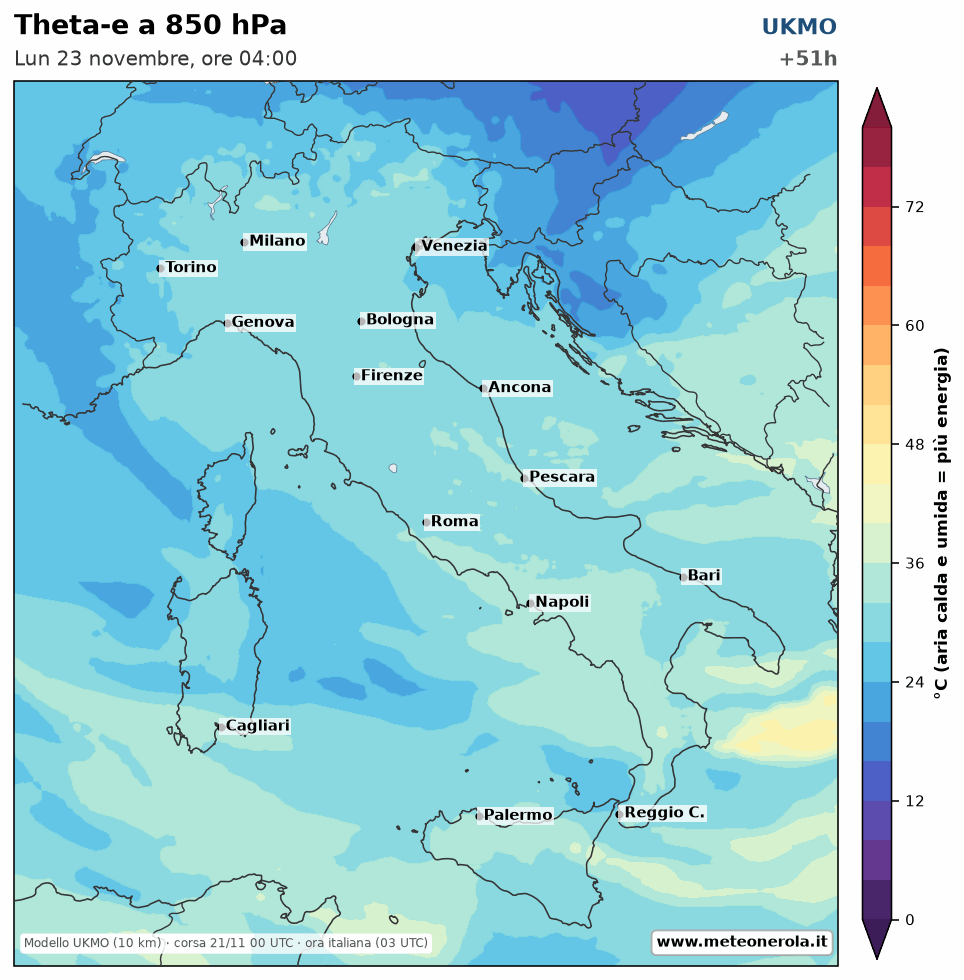 Theta-e a 850 hPa
UKMO
Lun 23 novembre, ore 04:00
+51h
Milano
Venezia
Torino
Genova
Bologna
Firenze
Ancona
Pescara
Roma
Bari
Napoli
Cagliari
Palermo
Reggio C.
72
60
48
36
24
12
0
°C (aria calda e umida = più energia)
Modello UKMO (10 km) · corsa 21/11 00 UTC · ora italiana (03 UTC)
www.meteonerola.it